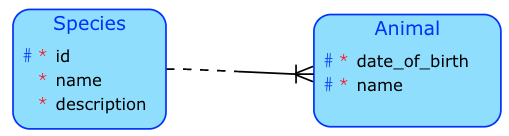 Species
# * id
* name
* description
Animal
# * date_of_birth
# * name